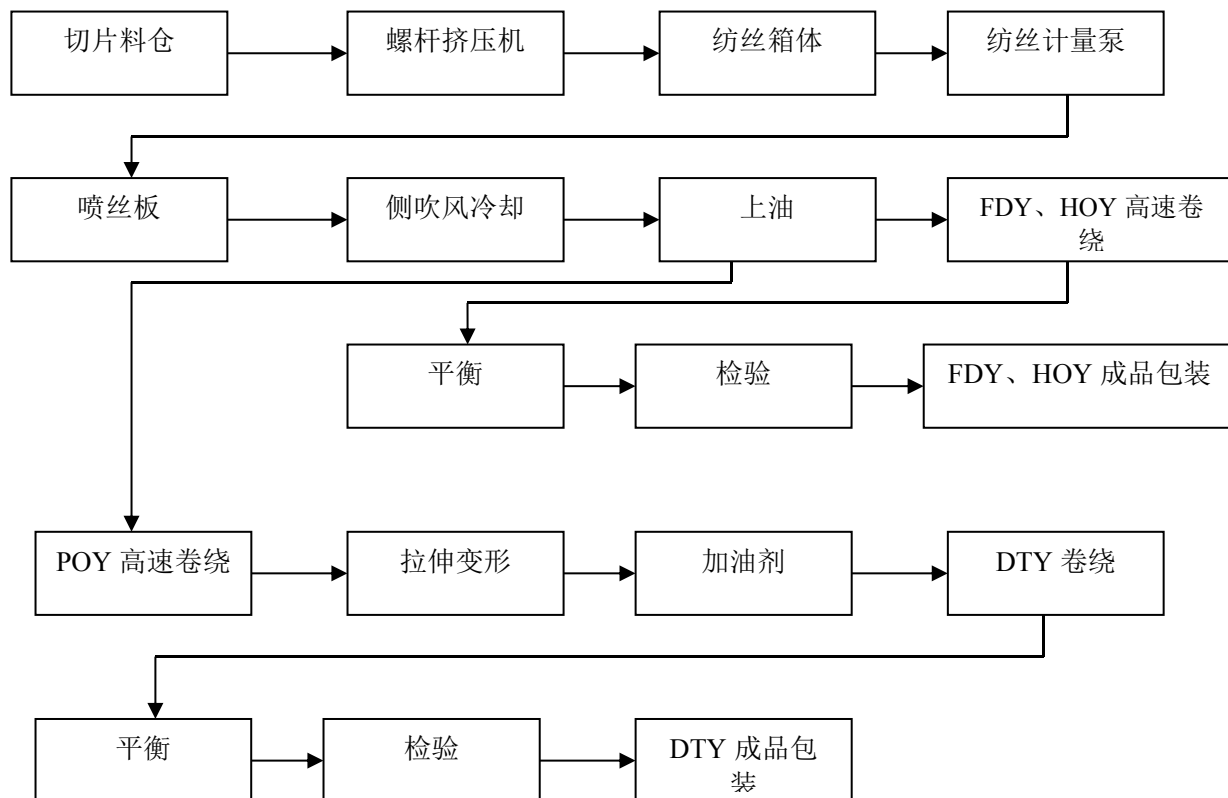 切片料仓
螺杆挤压机
纺丝箱体
纺丝计量泵
喷丝板
侧吹风冷却
上油
FDY、HOY 高速卷
绕
平衡
检验
FDY、HOY 成品包装
POY 高速卷绕
拉伸变形
加油剂
DTY 卷绕
平衡
检验
DTY 成品包
装